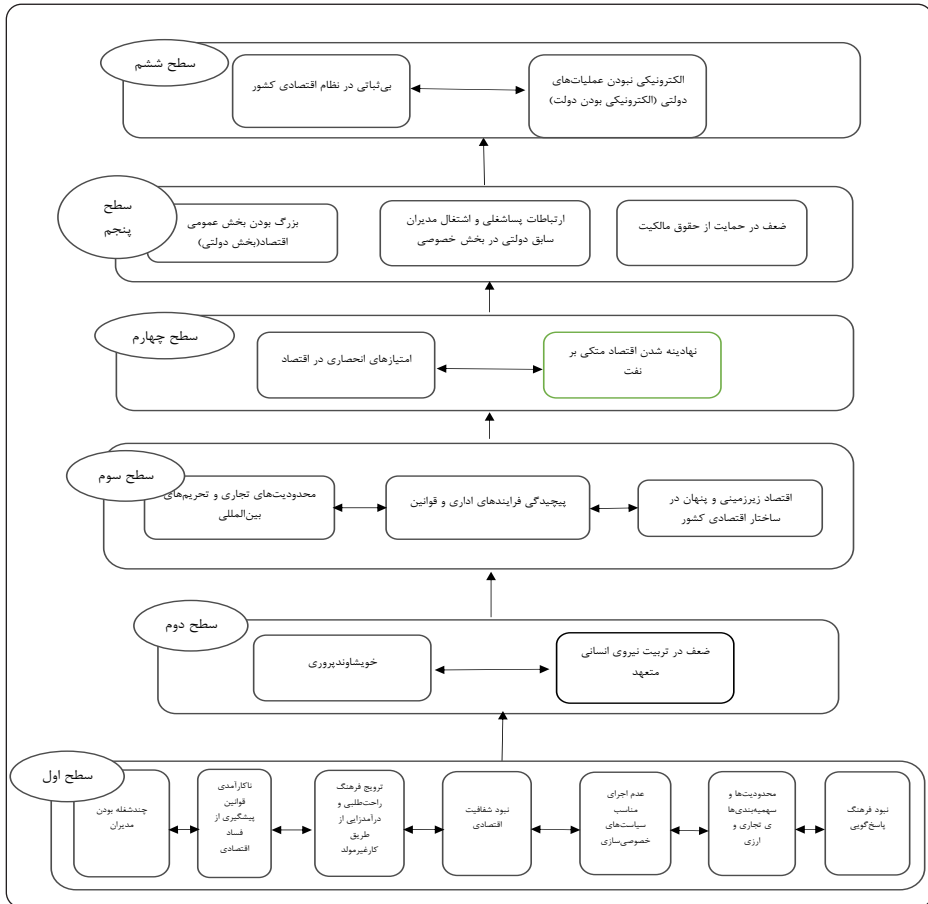 سطح ششم
الکترونیکی نبودن عملیات‌های
دولتی (الکترونیکی بودن دولت)
بی‌ثباتی در نظام اقتصادی کشور
سطح
پنجم
ضعف در حمایت از حقوق مالکیت
ارتباطات پساشغلی و اشتغال مدیران
سابق دولتی در بخش خصوصی
بزرگ بودن بخش عمومی
اقتصاد(بخش دولتی)
سطح چهارم
نهادینه شدن اقتصاد متکی بر
نفت
امتیازهای انحصاری در اقتصاد
سطح سوم
اقتصاد زیرزمینی و پنهان در
ساختار اقتصادی کشور
پیچیدگی فرایندهای اداری و قوانین
محدودیت‌های تجاری و تحریم‌های
بین‌المللی
سطح دوم
ضعف در تربیت نیروی انسانی
متعهد
خویشاوندپروری
سطح اول
نبود فرهنگ
پاسخ‌گویی
محدودیت‌ها و
سهمیه‌بندی‌ها
ی تجاری و
ارزی
عدم اجرای
مناسب
سیاست‌های
خصوصی‌سازی
نبود شفافیت
اقتصادی
ترویج فرهنگ
راحت‌طلبی و
درآمدزایی از
طریق
کارغیرمولد
ناکارآمدی
قوانین
پیشگیری از
فساد
اقتصادی
چندشغله بودن
مدیران